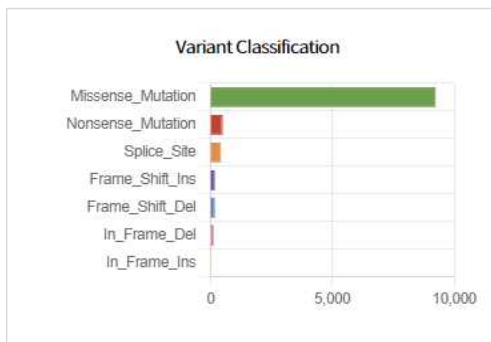 Variant Classification
Missense_Mutation
Nonsense_Mutation
Splice_Site
Frame_Shift_Ins
Frame_Shift_Del
In_Frame_Del
In_Frame_Ins
0 5,000 10,000